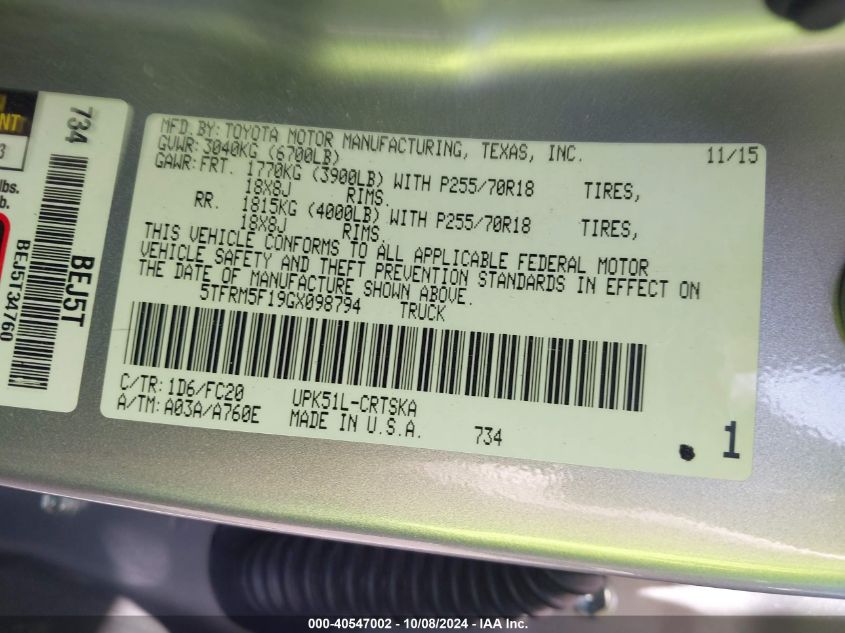 NT
3
lbs.
b.
734
BEJ5T
BEJ5T34760
MFD.BY:TOYOTA MOTOR MANUFACTURING, TEXAS, INC. 11/15
GVWR:3040KG (6700LB)
GAWR:FRT. 1770KG (3900LB) WITH P255/70R18 TIRES,
18X8J RIMS.
RR. 1815KG (4000LB) WITH P255/70R18 TIRES,
18X8J RIMS.
THIS VEHICLE CONFORMS TO ALL APPLICABLE FEDERAL MOTOR
VEHICLE SAFETY AND THEFT PREVENTION STANDARDS IN EFFECT ON
THE DATE OF MANUFACTURE SHOWN ABOVE.
5TFRM5F19GX098794 TRUCK
C/TR:1D6/FC20 UPK51L-CRTSKA
A/TM:A03A/A760E MADE IN U.S.A. 734
1
000-40547002 - 10/08/2024 - IAA Inc.